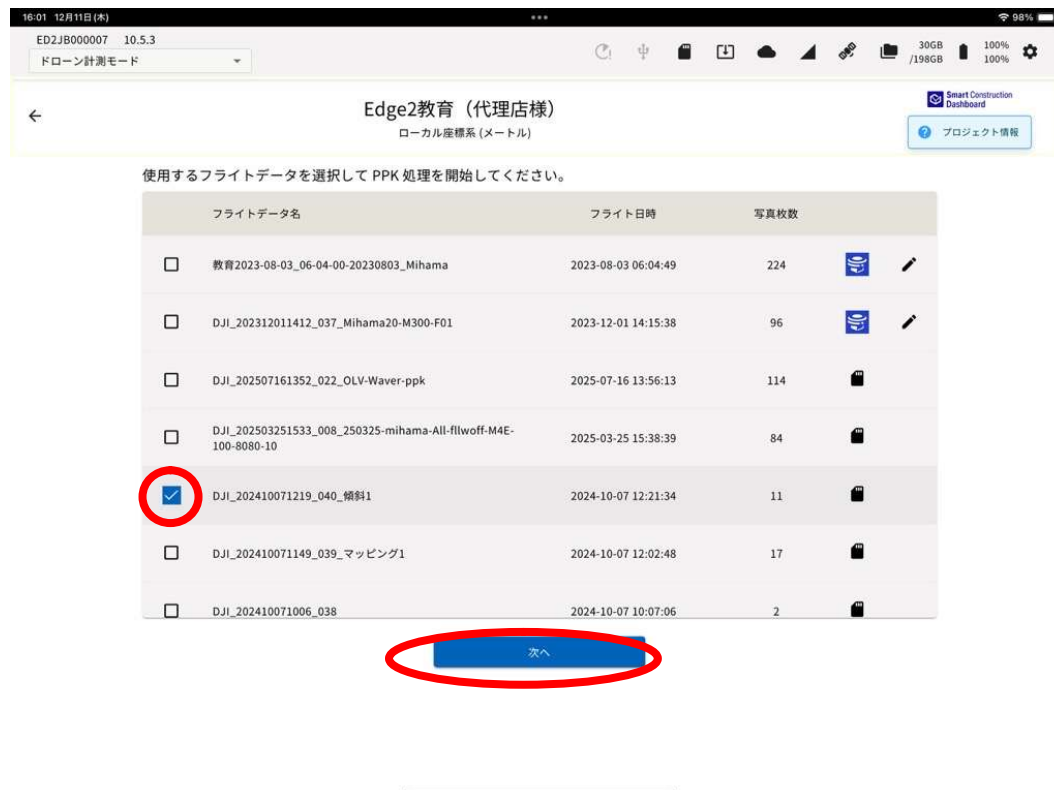 16:01 12月11日(木)
98%
ED2JB000007 10.5.3
ドローン計測モード
30GB
/198GB
100%
100%
Edge2教育（代理店様）
ローカル座標系 (メートル)
Smart Construction
Dashboard
プロジェクト情報
使用するフライトデータを選択して PPK 処理を開始してください。
フライトデータ名 フライト日時 写真枚数
教育2023-08-03_06-04-00-20230803_Mihama 2023-08-03 06:04:49 224
DJI_202312011412_037_Mihama20-M300-F01 2023-12-01 14:15:38 96
DJI_202507161352_022_OLV-Waver-ppk 2025-07-16 13:56:13 114
DJI_202503251533_008_250325-mihama-All-fllwoff-M4E-
100-8080-10 2025-03-25 15:38:39 84
DJI_202410071219_040_傾斜1 2024-10-07 12:21:34 11
DJI_202410071149_039_マッピング1 2024-10-07 12:02:48 17
DJI_202410071006_038 2024-10-07 10:07:06 2
次へ